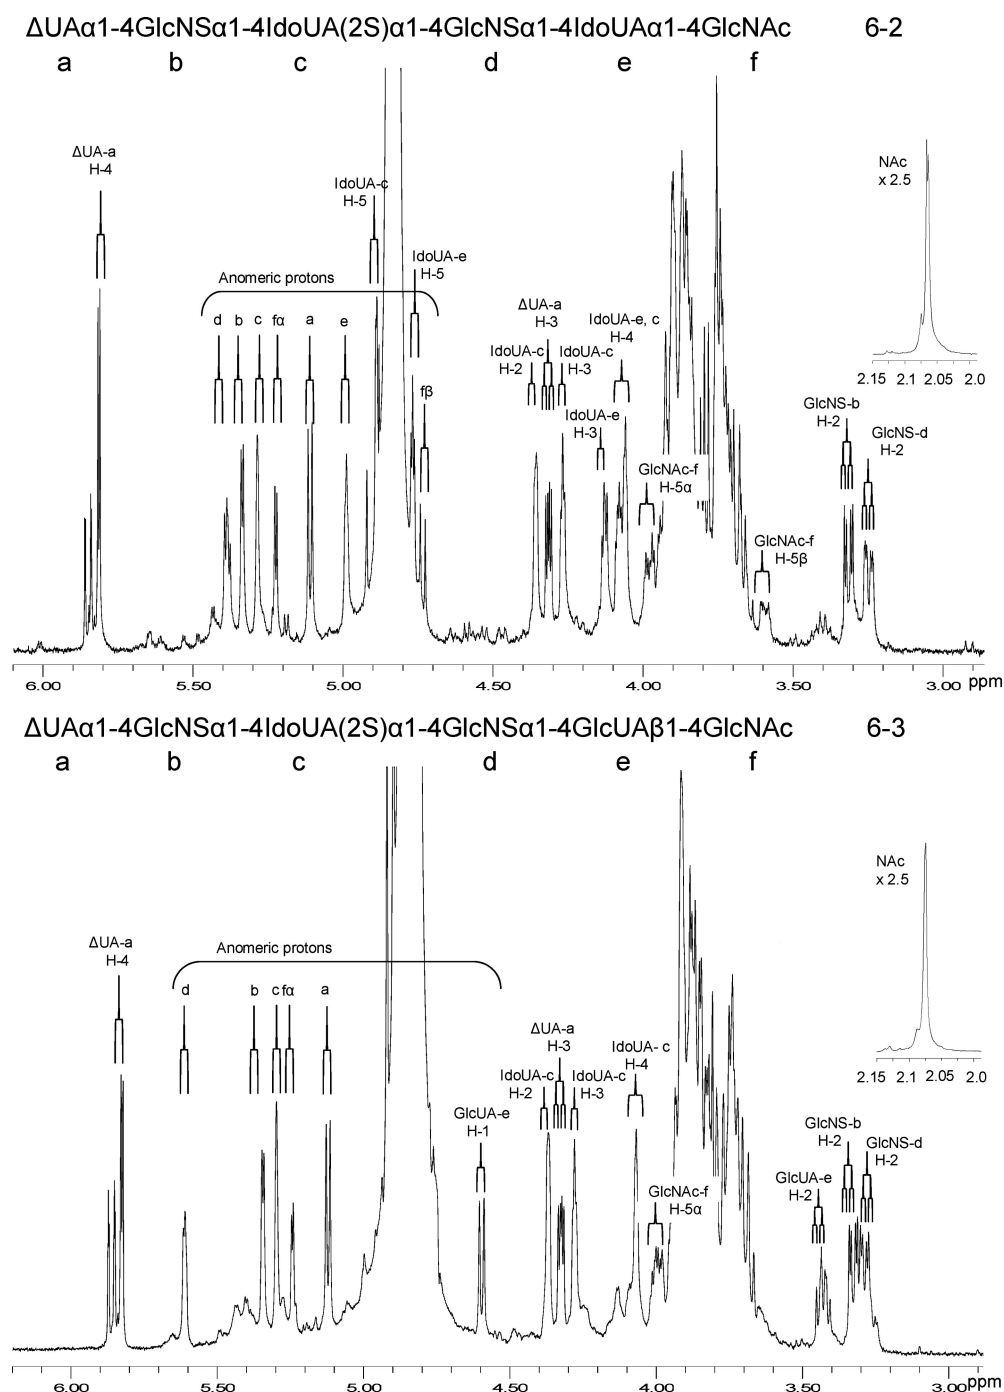 ΔUAα1-4GlcNSα1-4IdoUA(2S)α1-4GlcNSα1-4IdoUAα1-4GlcNAc 6-2
a b c d e f
ΔUA-a
H-4
IdoUA-c
H-5
IdoUA-e
H-5
Anomeric protons
d b c fα a e
fβ
ΔUA-a
H-3
IdoUA-c
H-2
IdoUA-c
H-3
IdoUA-e, c
H-4
IdoUA-e
H-3
GlcNAc-f
H-5α
GlcNAc-f
H-5β
GlcNS-b
H-2
GlcNS-d
H-2
NAc
x 2.5
2.15 2.1 2.05 2.0
6.00 5.50 5.00 4.50 4.00 3.50 3.00 ppm
ΔUAα1-4GlcNSα1-4IdoUA(2S)α1-4GlcNSα1-4GlcUAβ1-4GlcNAc 6-3
a b c d e f
ΔUA-a
H-4
Anomeric protons
d b c fα a
GlcUA-e
H-1
IdoUA-c
H-2
ΔUA-a
H-3
IdoUA-c
H-3
IdoUA- c
H-4
GlcNAc-f
H-5α
GlcUA-e
H-2
GlcNS-b
H-2
GlcNS-d
H-2
NAc
x 2.5
2.15 2.1 2.05 2.0
6.00 5.50 5.00 4.50 4.00 3.50 3.00 ppm